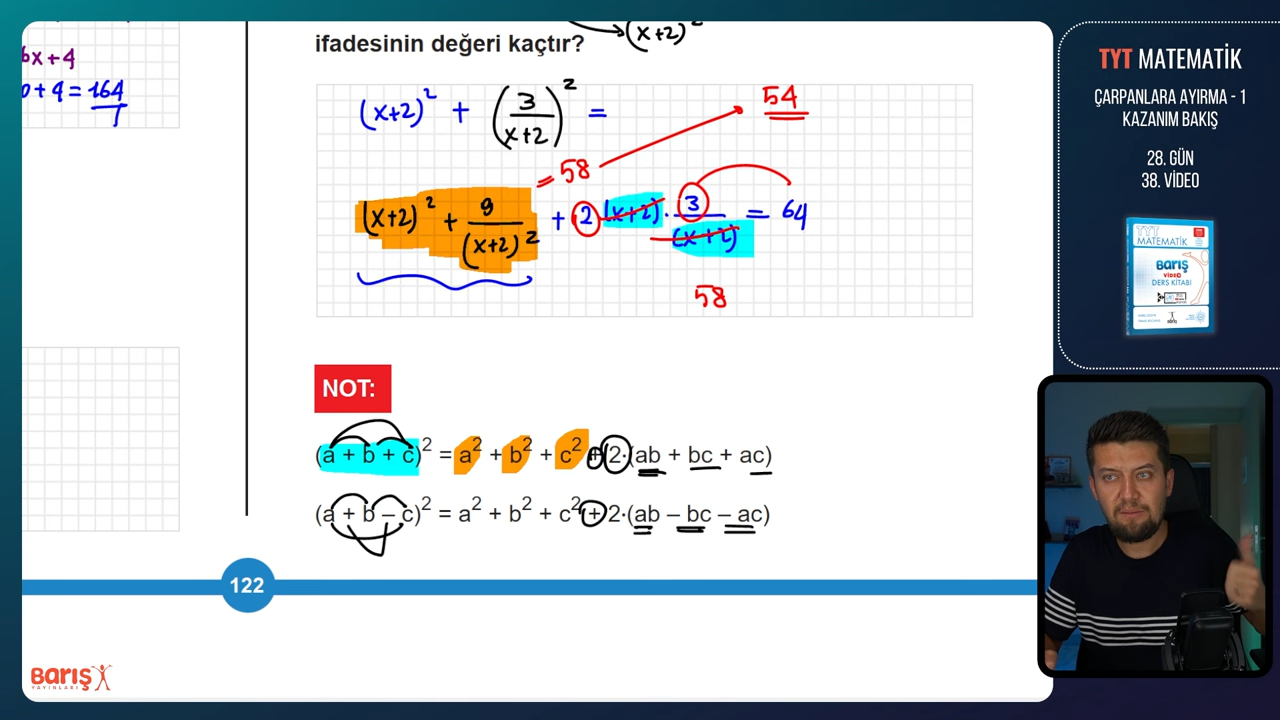 6x+4
+ 4 = 164
(x+2)²
ifadesinin değeri kaçtır?
(x+2)² + (3/(x+2))² =
54
= 58
(x+2)² + 9/(x+2)² + 2 (x+2) · 3/(x+2) = 64
58
NOT:
(a + b + c)² = a² + b² + c² + 2·(ab + bc + ac)
(a + b – c)² = a² + b² + c² + 2·(ab – bc – ac)
122
BARIŞ
YAYINLARI
TYT MATEMATİK
ÇARPANLARA AYIRMA - 1
KAZANIM BAKIŞ
28. GÜN
38. VİDEO
TYT
MATEMATİK
BARIŞ
VİDEO
DERS KİTABI